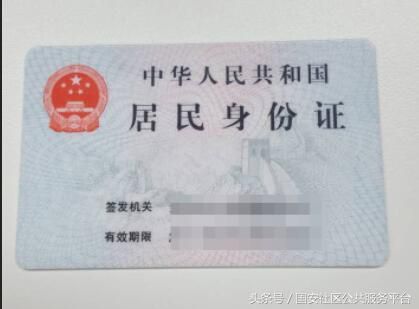 中华人民共和国
居民身份证
签发机关
有效期限
头条号/国安社区公共服务平台